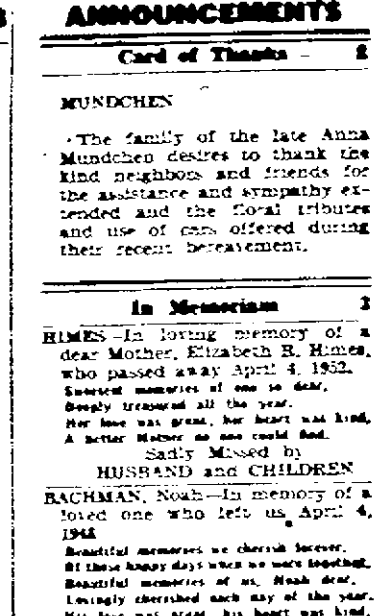 ANNOUNCEMENTS
Card of Thanks - 2
MUNDCHEN
The family of the late Anna
Mundchen desires to thank the
kind neighbors and friends for
the assistance and sympathy ex-
tended and the floral tributes
and use of cars offered during
their recent bereavement.
In Memoriam 3
HIMES—In loving memory of a
dear Mother, Elizabeth R. Himes,
who passed away April 4, 1952.
Sweetest memories of one so dear,
Deeply treasured all the year.
Her love was great, her heart was kind,
A better Mother no one could find.
Sadly Missed by
HUSBAND and CHILDREN
BACHMAN, Noah—In memory of a
loved one who left us April 4,
Beautiful memories we cherish forever,
Of those happy days when we were together,
Beautiful memories of us, Noah dear,
Lovingly cherished each day of the year.
His love was great, his heart was kind,